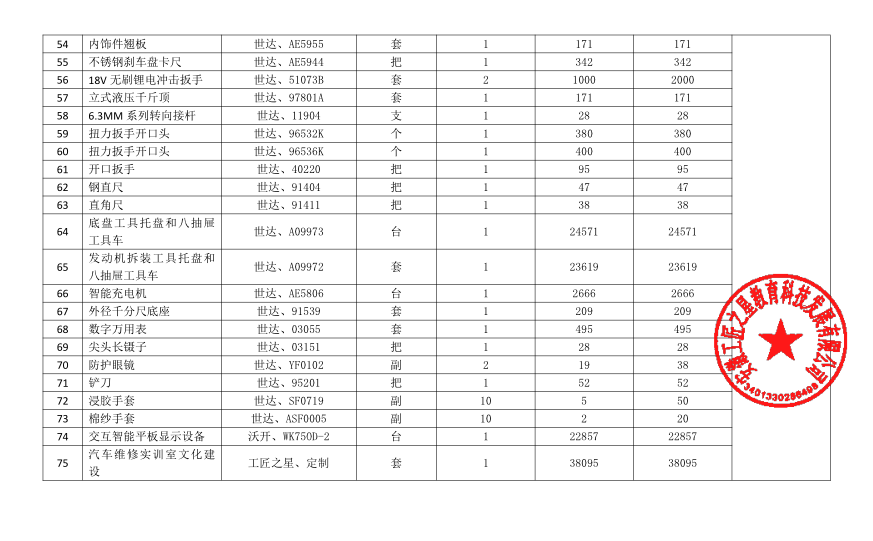 54 内饰件翘板 世达、AE5955 套 1 171 171
55 不锈钢刹车盘卡尺 世达、AE5944 把 1 342 342
56 18V 无刷锂电冲击扳手 世达、51073B 套 2 1000 2000
57 立式液压千斤顶 世达、97801A 套 1 171 171
58 6.3MM 系列转向接杆 世达、11904 支 1 28 28
59 扭力扳手开口头 世达、96532K 个 1 380 380
60 扭力扳手开口头 世达、96536K 个 1 400 400
61 开口扳手 世达、40220 把 1 95 95
62 钢直尺 世达、91404 把 1 47 47
63 直角尺 世达、91411 把 1 38 38
底盘工具托盘和八抽屉
64 世达、A09973 台 1 24571 24571
工具车
发动机拆装工具托盘和
65 世达、A09972 套 1 23619 23619
八抽屉工具车
66 智能充电机 世达、AE5806 台 1 2666 2666
67 外径千分尺底座 世达、91539 套 1 209 209
68 数字万用表 世达、03055 套 1 495 495
69 尖头长镊子 世达、03151 把 1 28 28
70 防护眼镜 世达、YF0102 副 2 19 38
71 铲刀 世达、95201 把 1 52 52
72 浸胶手套 世达、SF0719 副 10 5 50
73 棉纱手套 世达、ASF0005 副 10 2 20
74 交互智能平板显示设备 沃开、WK750D-2 台 1 22857 22857
汽车维修实训室文化建
75 工匠之星、定制 套 1 38095 38095
设
安徽工匠之星教育科技发展有限公司